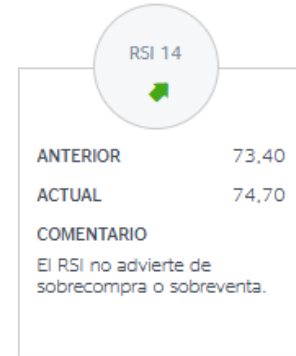 RSI 14
ANTERIOR 73,40
ACTUAL 74,70
COMENTARIO
El RSI no advierte de
sobrecompra o sobreventa.